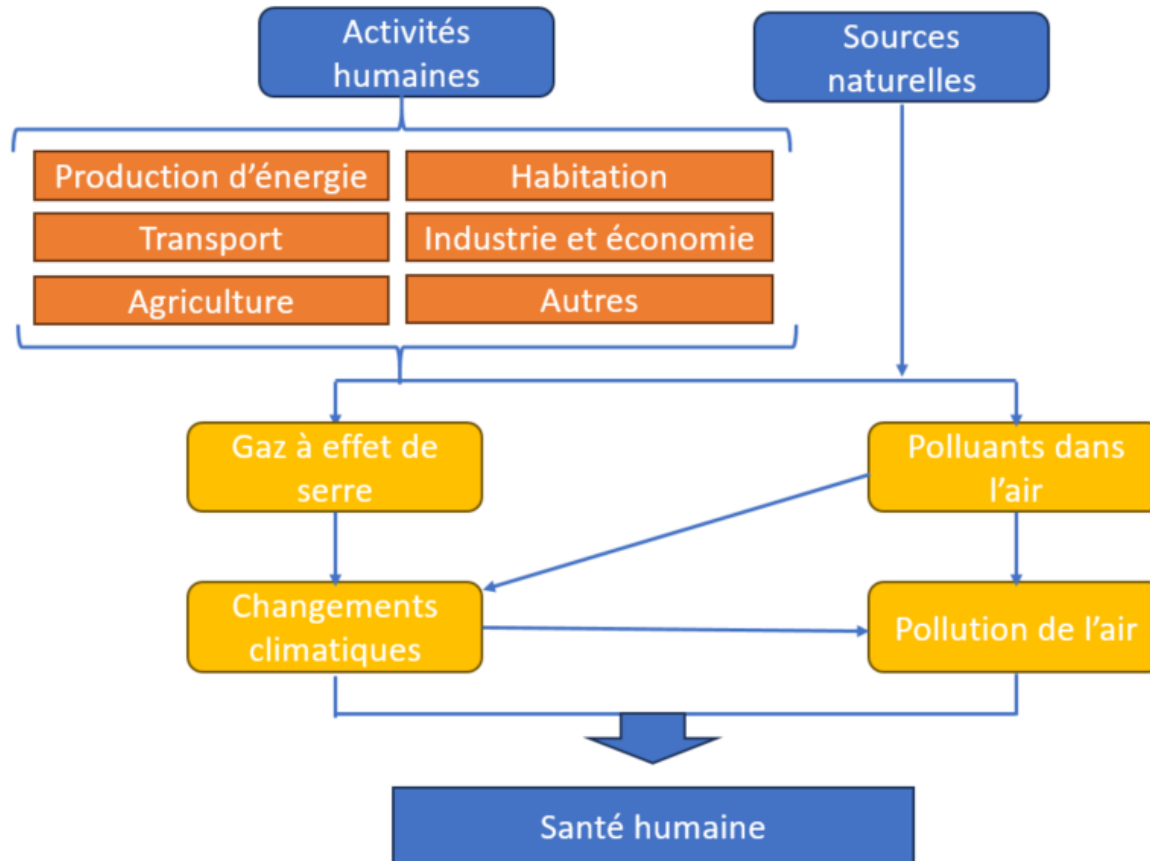 Activités
humaines
Sources
naturelles
Production d’énergie
Habitation
Transport
Industrie et économie
Agriculture
Autres
Gaz à effet de
serre
Polluants dans
l’air
Changements
climatiques
Pollution de l’air
Santé humaine